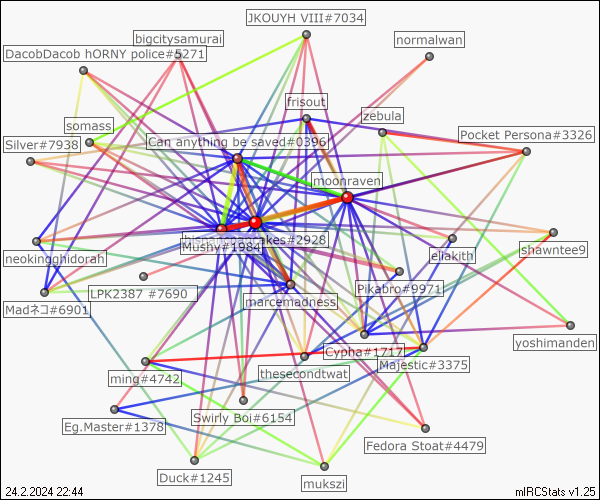 JKOUYH VIII#7034
bigcitysamurai
normalwan
DacobDacob hORNY police#5271
frisout
zebula
somass
Pocket Persona#3326
Can anything be saved#0396
Silver#7938
moonraven
Mushy#1984
cakes#2928
shawntee9
neokingghidorah
eliakith
LPK2387 #7690
Pikabro#9971
Madネコ#6901
marcemadness
yoshimanden
Cypha#1717
Majestic#3375
thesecondtwat
ming#4742
Swirly Boi#6154
Eg.Master#1378
Fedora Stoat#4479
Duck#1245
mukszi
24.2.2024 22:44
mIRCStats v1.25